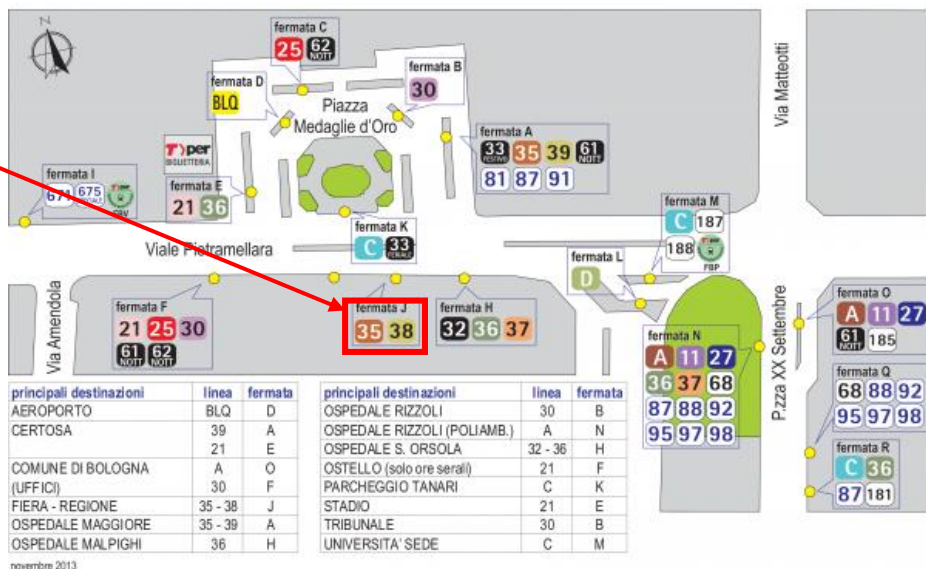 N
fermata C
25 62 NOTT
fermata B
30
fermata D
BLQ
Piazza
Medaglie d'Oro
Via Matteotti
fermata A
33 FESTIVO 35 39 61 NOTT
81 87 91
Tper
BIGLIETTERIA
fermata I
671 675
fermata E
21 36
fermata K
C 33 FERIALE
fermata M
C 187
188
FBP
Viale Pietramellara
fermata L
D
Via Amendola
fermata F
21 25 30
61 NOTT 62 NOTT
fermata J
35 38
fermata H
32 36 37
fermata N
A 11 27
36 37 68
87 88 92
95 97 98
P.zza XX Settembre
fermata O
A 11 27
61 NOTT 185
fermata Q
68 88 92
95 97 98
fermata R
C 36
87 181
principali destinazioni linea fermata
AEROPORTO BLQ D
CERTOSA 39 A
21 E
COMUNE DI BOLOGNA A O
(UFFICI) 30 F
FIERA - REGIONE 35 - 38 J
OSPEDALE MAGGIORE 35 - 39 A
OSPEDALE MALPIGHI 36 H
principali destinazioni linea fermata
OSPEDALE RIZZOLI 30 B
OSPEDALE RIZZOLI (POLIAMB.) A N
OSPEDALE S. ORSOLA 32 - 36 H
OSTELLO (solo ore serali) 21 F
PARCHEGGIO TANARI C K
STADIO 21 E
TRIBUNALE 30 B
UNIVERSITA' SEDE C M
novembre 2013